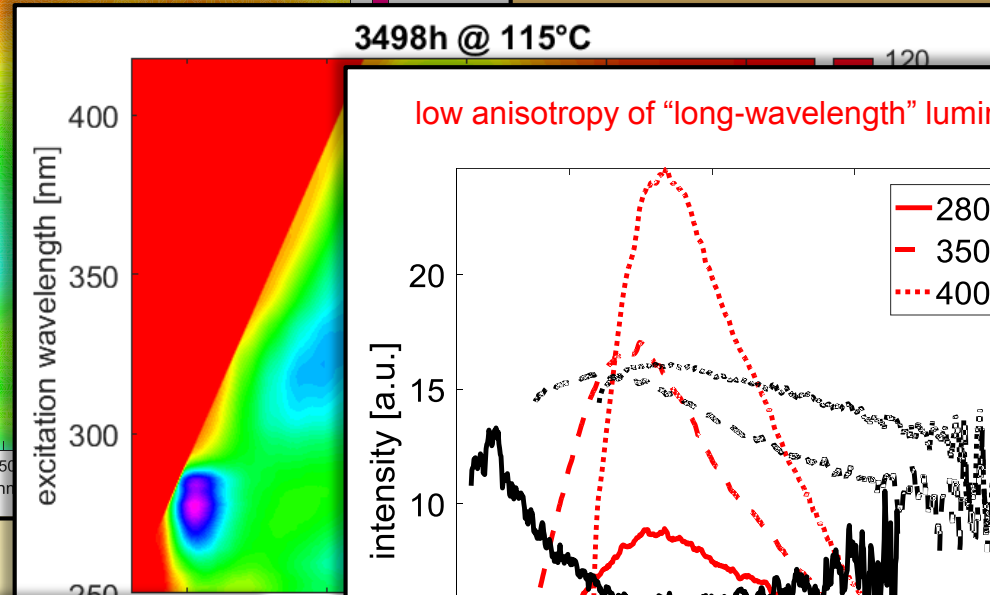 3498h @ 115°C
120
400
350
300
250
excitation wavelength [nm]
low anisotropy of “long-wavelength”
20
15
10
intensity [a.u.]
280
350
400